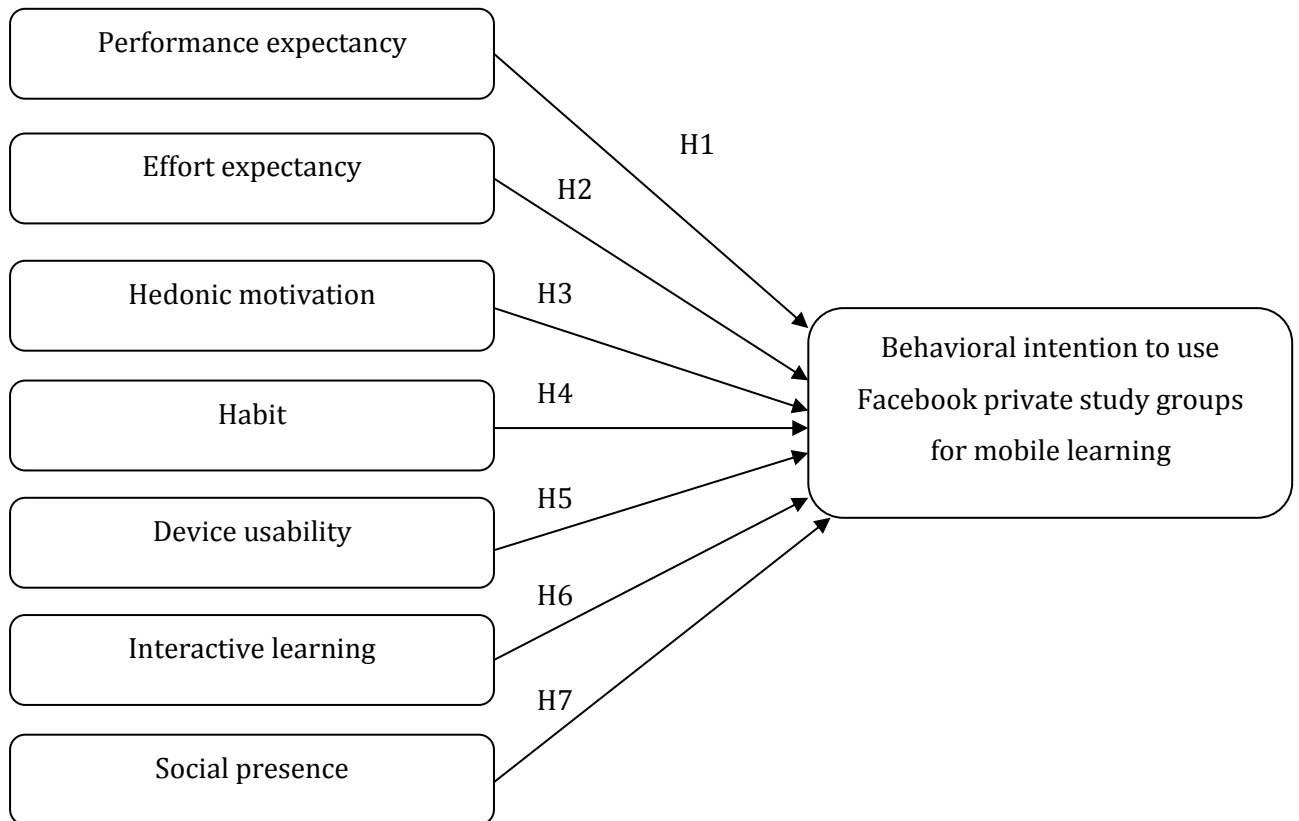 Performance expectancy
H1
Effort expectancy
H2
Hedonic motivation
H3
Behavioral intention to use
Facebook private study groups
for mobile learning
Habit
H4
Device usability
H5
Interactive learning
H6
Social presence
H7